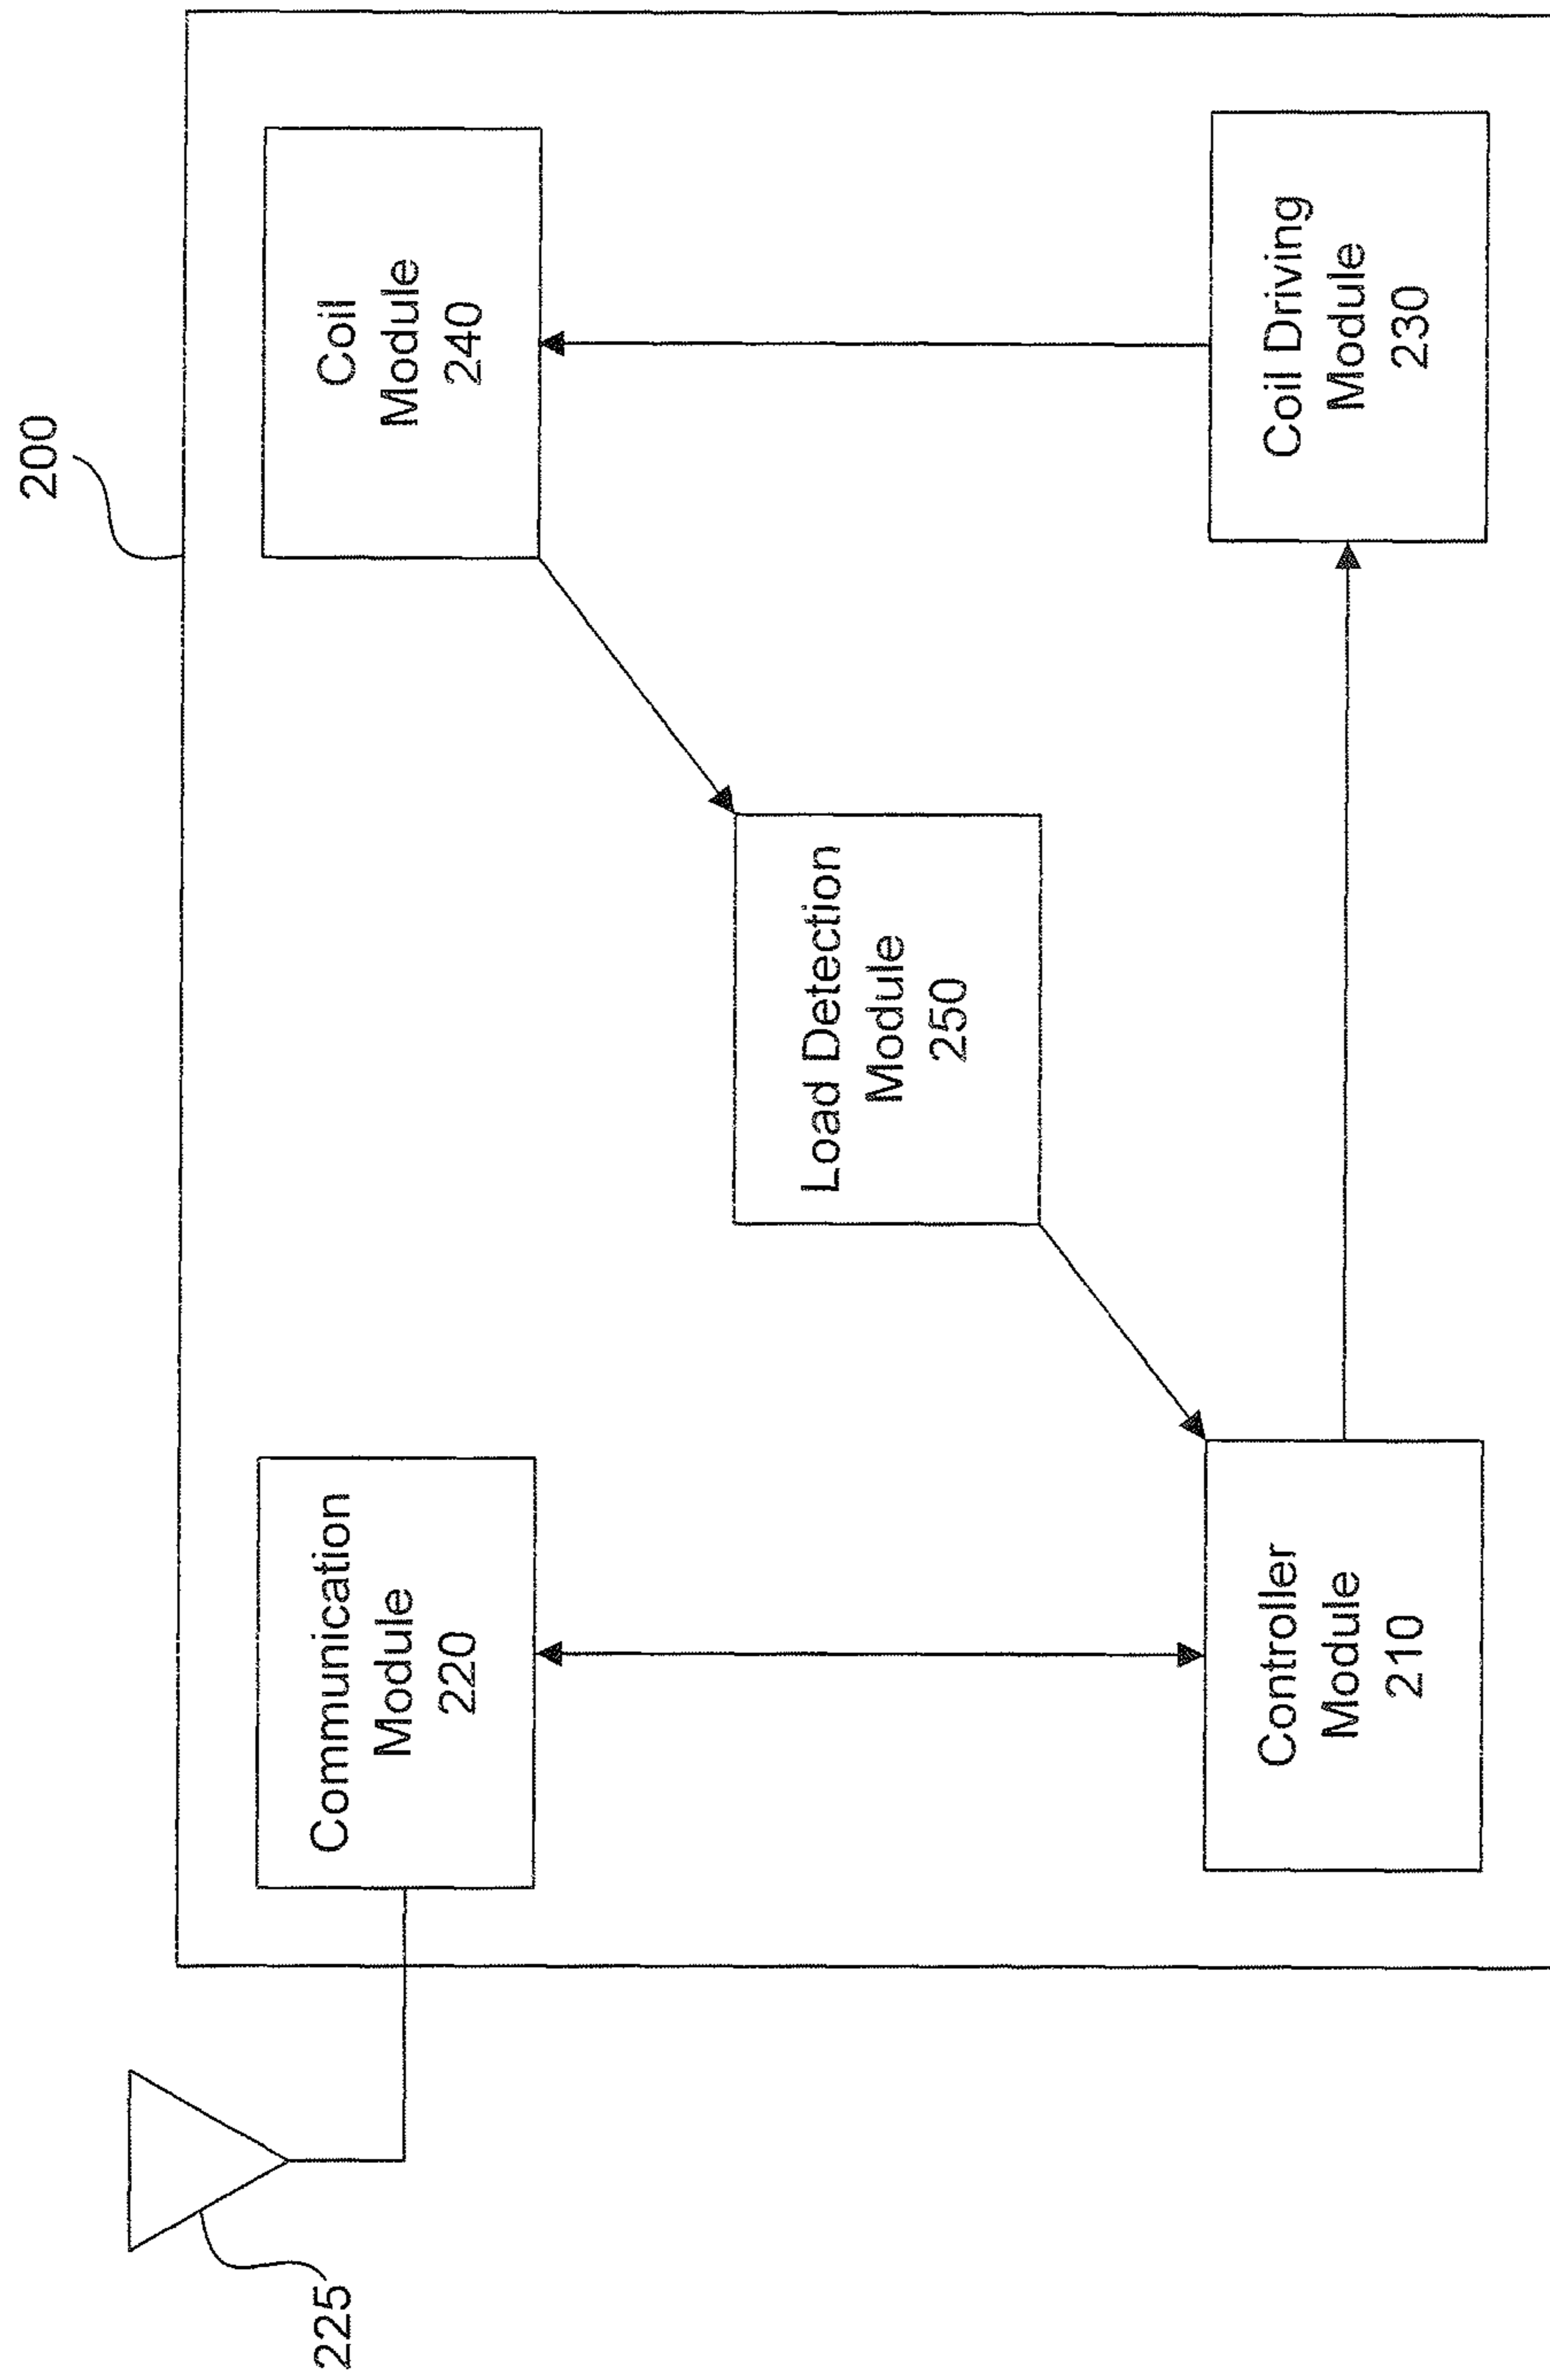 200
225
Communication
Module
220
Coil
Module
240
Load Detection
Module
250
Controller
Module
210
Coil Driving
Module
230